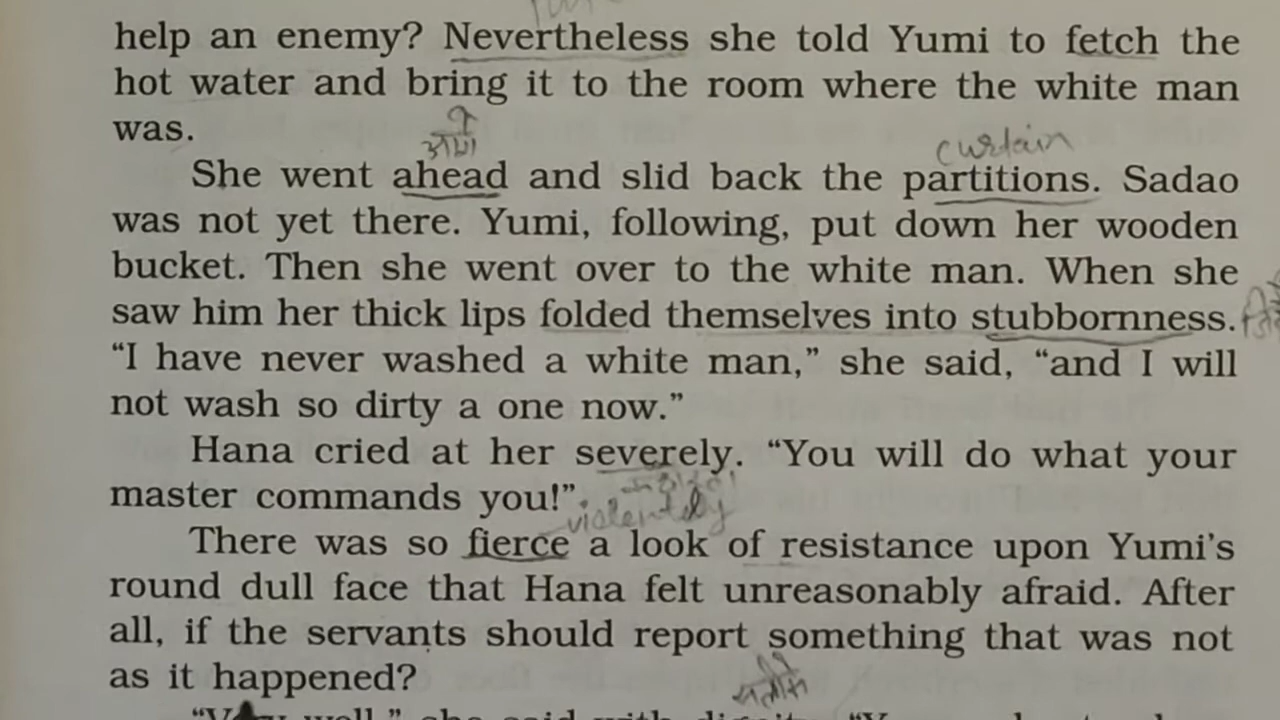 help an enemy? Nevertheless she told Yumi to fetch the
hot water and bring it to the room where the white man
was.
curtain
She went ahead and slid back the partitions. Sadao
was not yet there. Yumi, following, put down her wooden
bucket. Then she went over to the white man. When she
saw him her thick lips folded themselves into stubbornness.
“I have never washed a white man,” she said, “and I will
not wash so dirty a one now.”
Hana cried at her severely. “You will do what your
master commands you!”
violently
There was so fierce a look of resistance upon Yumi’s
round dull face that Hana felt unreasonably afraid. After
all, if the servants should report something that was not
as it happened?
well,” she said with